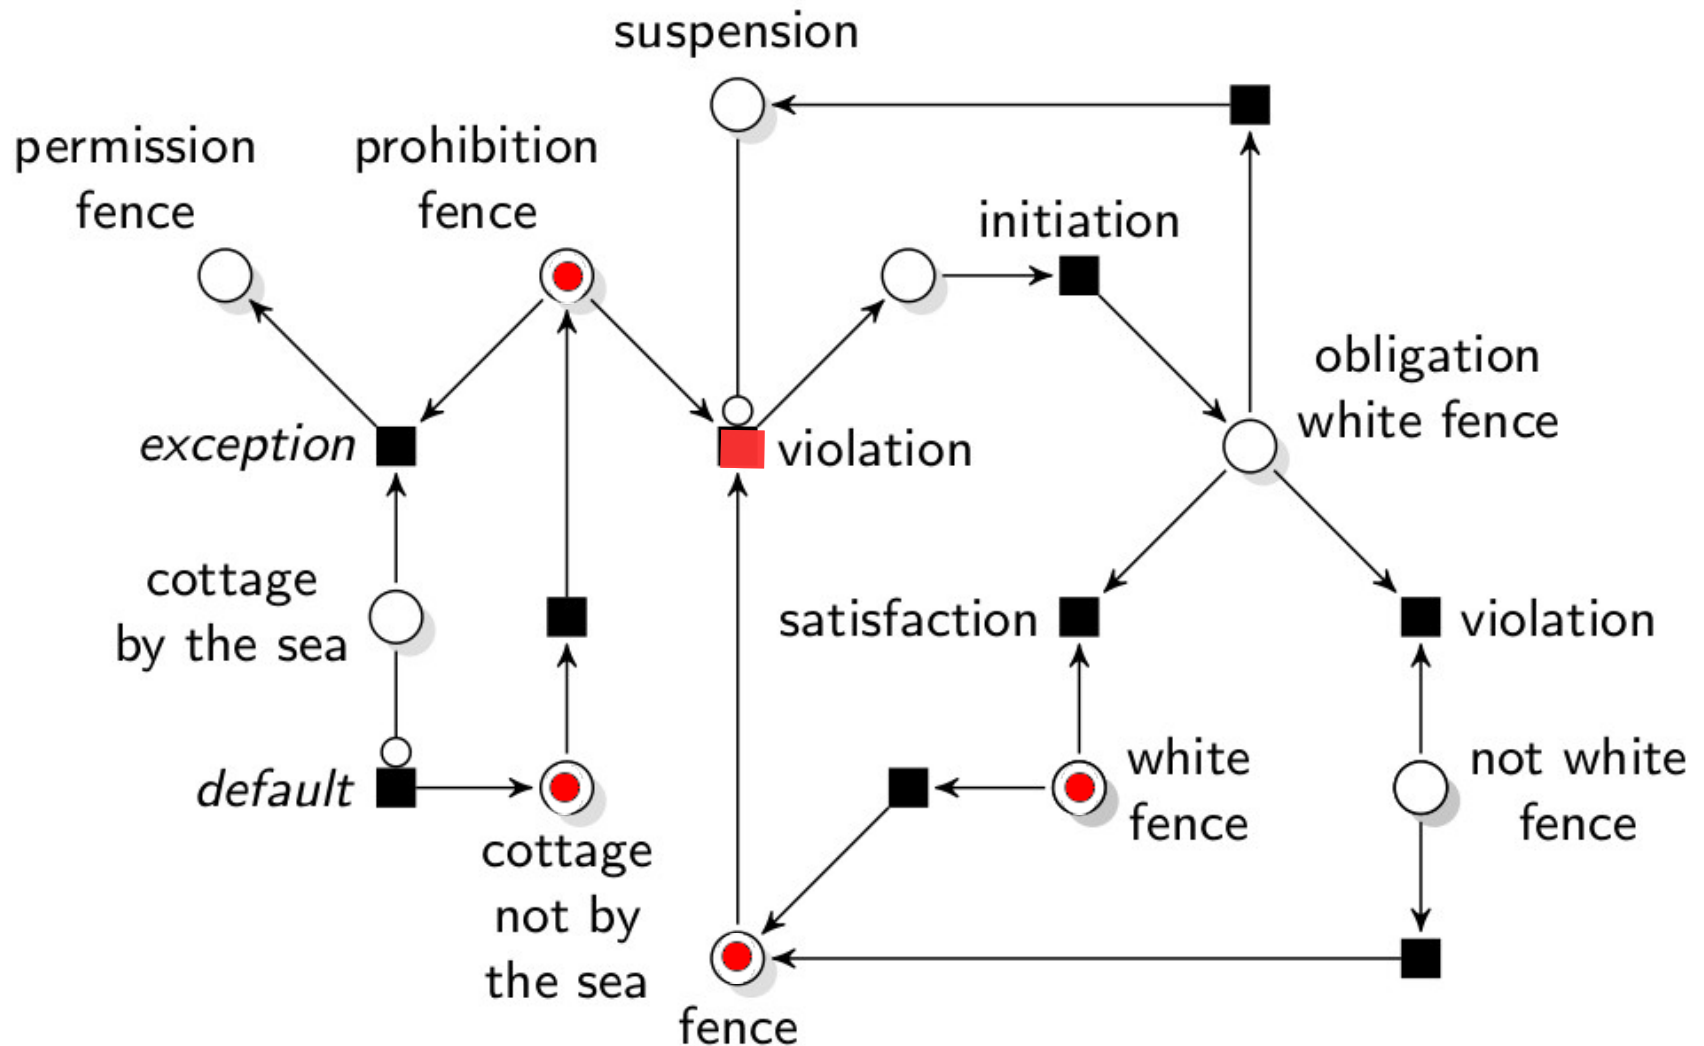 suspension
permission
fence
prohibition
fence
initiation
obligation
white fence
exception
violation
cottage
by the sea
satisfaction
violation
default
white
fence
not white
fence
cottage
not by
the sea
fence